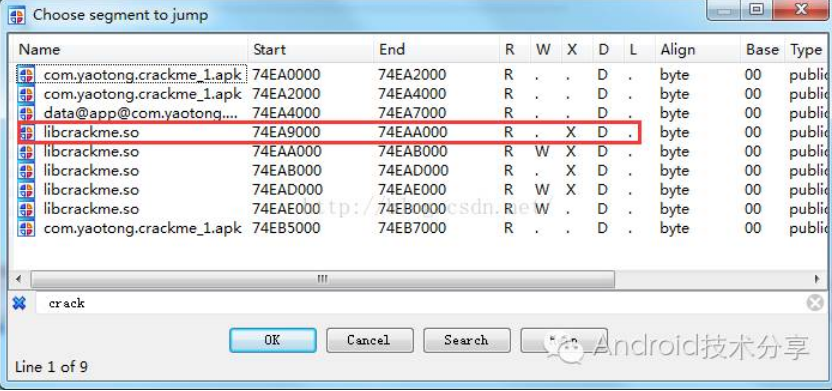 Choose segment to jump
Name Start End R W X D L Align Base Type
com.yaotong.crackme_1.apk 74EA0000 74EA2000 R . . D . byte 00 public
com.yaotong.crackme_1.apk 74EA2000 74EA4000 R . . D . byte 00 public
data@app@com.yaotong.... 74EA4000 74EA7000 R . . D . byte 00 public
libcrackme.so 74EA9000 74EAA000 R . X D . byte 00 public
libcrackme.so 74EAA000 74EAB000 R W X D . byte 00 public
libcrackme.so 74EAB000 74EAD000 R . X D . byte 00 public
libcrackme.so 74EAD000 74EAE000 R W X D . byte 00 public
libcrackme.so 74EAE000 74EB0000 R W . D . byte 00 public
com.yaotong.crackme_1.apk 74EB5000 74EB7000 R . . D . byte 00 public
crack
OK Cancel Search
Android技术分享
Line 1 of 9